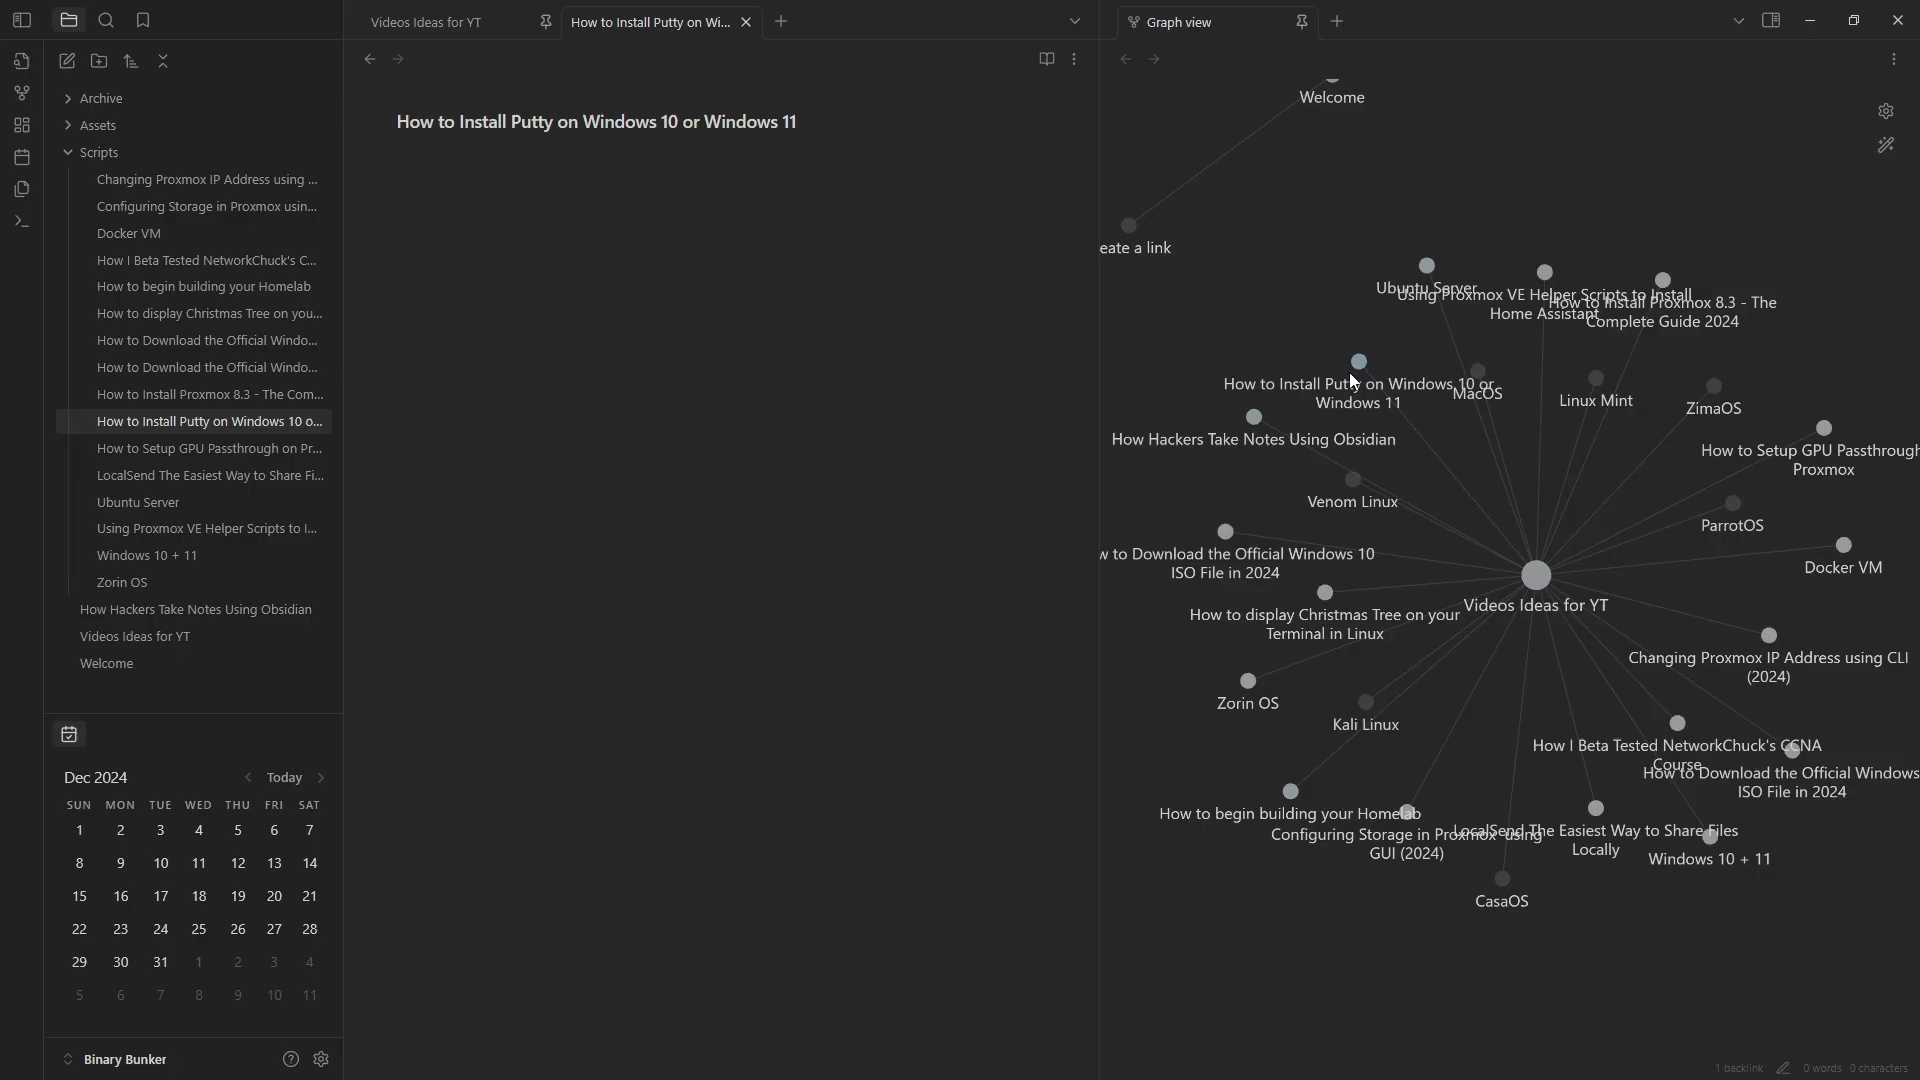 Videos Ideas for YT
How to Install Putty on Wi...
Graph view
Archive
Assets
Scripts
Changing Proxmox IP Address using ...
Configuring Storage in Proxmox usin...
Docker VM
How I Beta Tested NetworkChuck's C...
How to begin building your Homelab
How to display Christmas Tree on you...
How to Download the Official Windo...
How to Download the Official Windo...
How to Install Proxmox 8.3 - The Com...
How to Install Putty on Windows 10 o...
How to Setup GPU Passthrough on Pr...
LocalSend The Easiest Way to Share Fi...
Ubuntu Server
Using Proxmox VE Helper Scripts to I...
Windows 10 + 11
Zorin OS
How Hackers Take Notes Using Obsidian
Videos Ideas for YT
Welcome
Dec 2024
Today
SUN MON TUE WED THU FRI SAT
1 2 3 4 5 6 7
8 9 10 11 12 13 14
15 16 17 18 19 20 21
22 23 24 25 26 27 28
29 30 31 1 2 3 4
5 6 7 8 9 10 11
Binary Bunker
How to Install Putty on Windows 10 or Windows 11
Welcome
eate a link
Ubuntu Server
Using Proxmox VE Helper Scripts to Install
Home Assistant
How to Install Proxmox 8.3 - The
Complete Guide 2024
How to Install Putty on Windows 10 or
Windows 11
MacOS
Linux Mint
ZimaOS
How Hackers Take Notes Using Obsidian
How to Setup GPU Passthrough
Proxmox
Venom Linux
ParrotOS
w to Download the Official Windows 10
ISO File in 2024
Docker VM
How to display Christmas Tree on your
Terminal in Linux
Videos Ideas for YT
Changing Proxmox IP Address using CLI
(2024)
Zorin OS
Kali Linux
How I Beta Tested NetworkChuck's CCNA
Course
How to Download the Official Windows
ISO File in 2024
How to begin building your Homelab
Configuring Storage in Proxmox using
GUI (2024)
LocalSend The Easiest Way to Share Files
Locally
Windows 10 + 11
CasaOS
1 backlink 0 words 0 characters